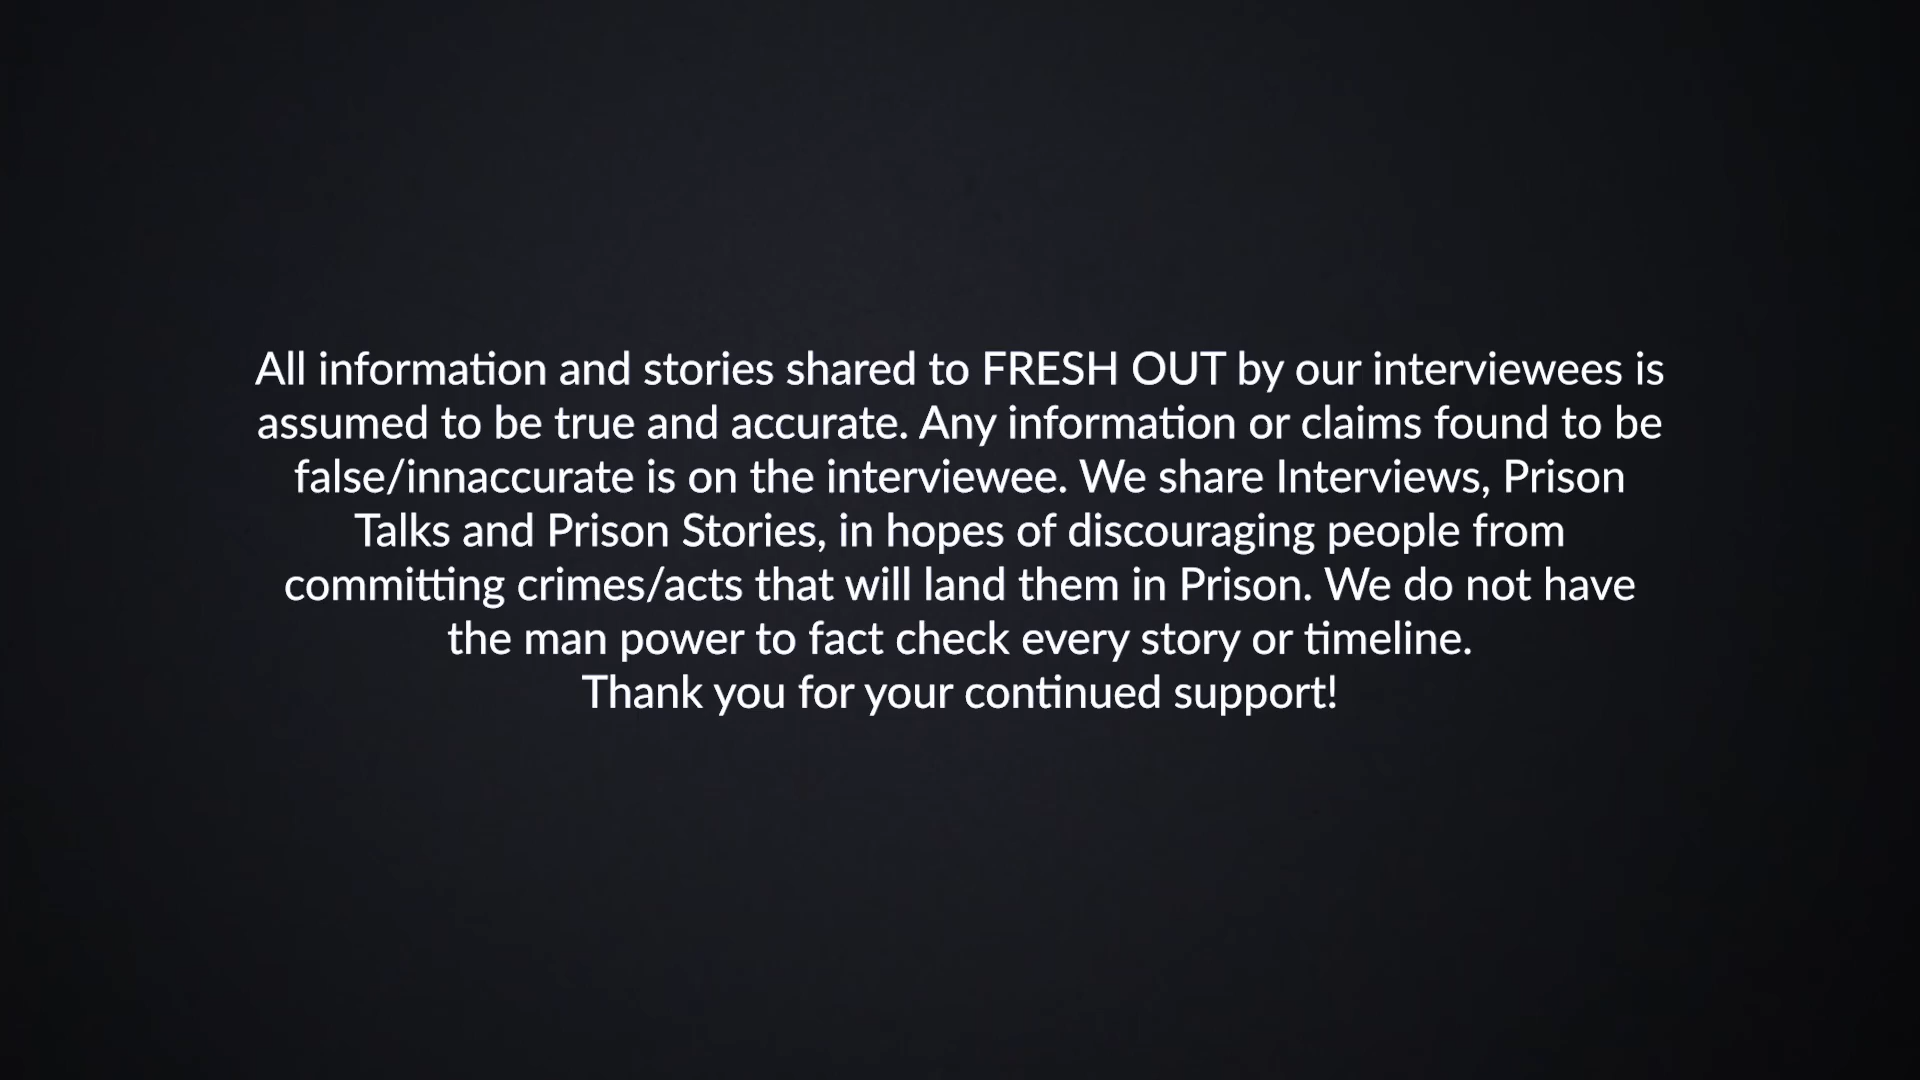 All information and stories shared to FRESH OUT by our interviewees is
assumed to be true and accurate. Any information or claims found to be
false/innaccurate is on the interviewee. We share Interviews, Prison
Talks and Prison Stories, in hopes of discouraging people from
committing crimes/acts that will land them in Prison. We do not have
the man power to fact check every story or timeline.
Thank you for your continued support!